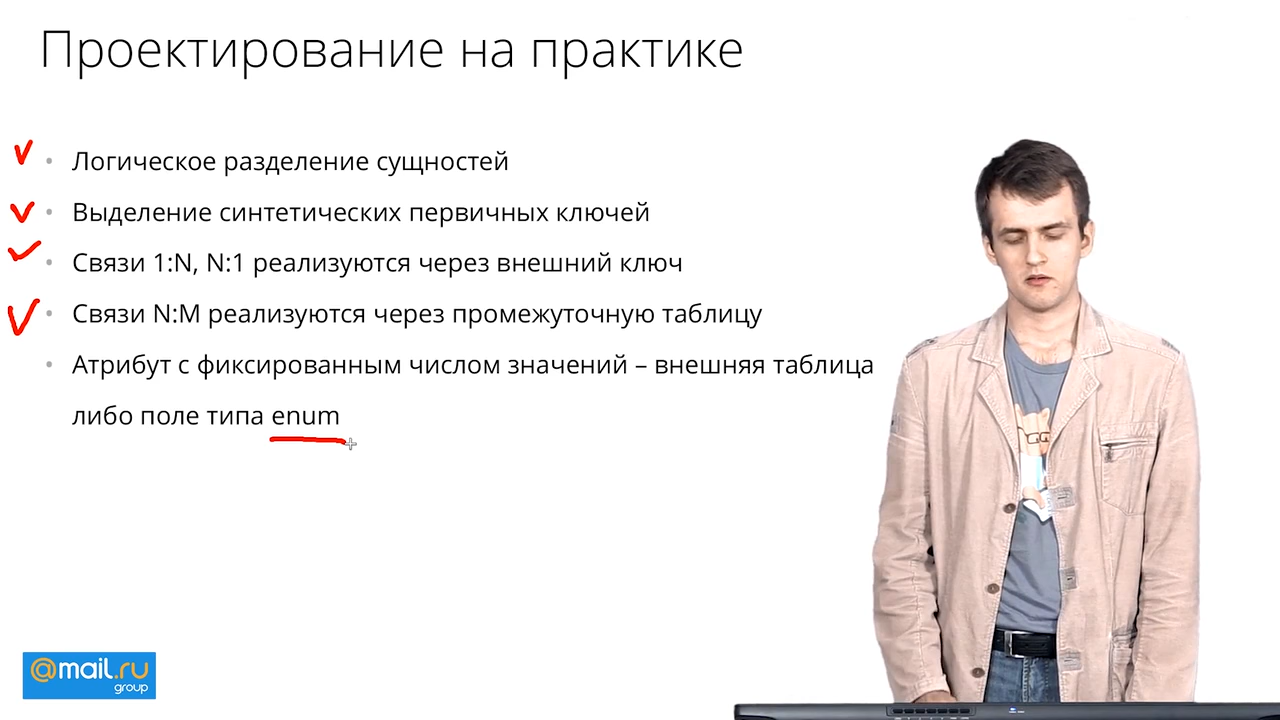 Проектирование на практике
• Логическое разделение сущностей
• Выделение синтетических первичных ключей
• Связи 1:N, N:1 реализуются через внешний ключ
• Связи N:M реализуются через промежуточную таблицу
• Атрибут с фиксированным числом значений – внешняя таблица
либо поле типа enum
@mail.ru
group